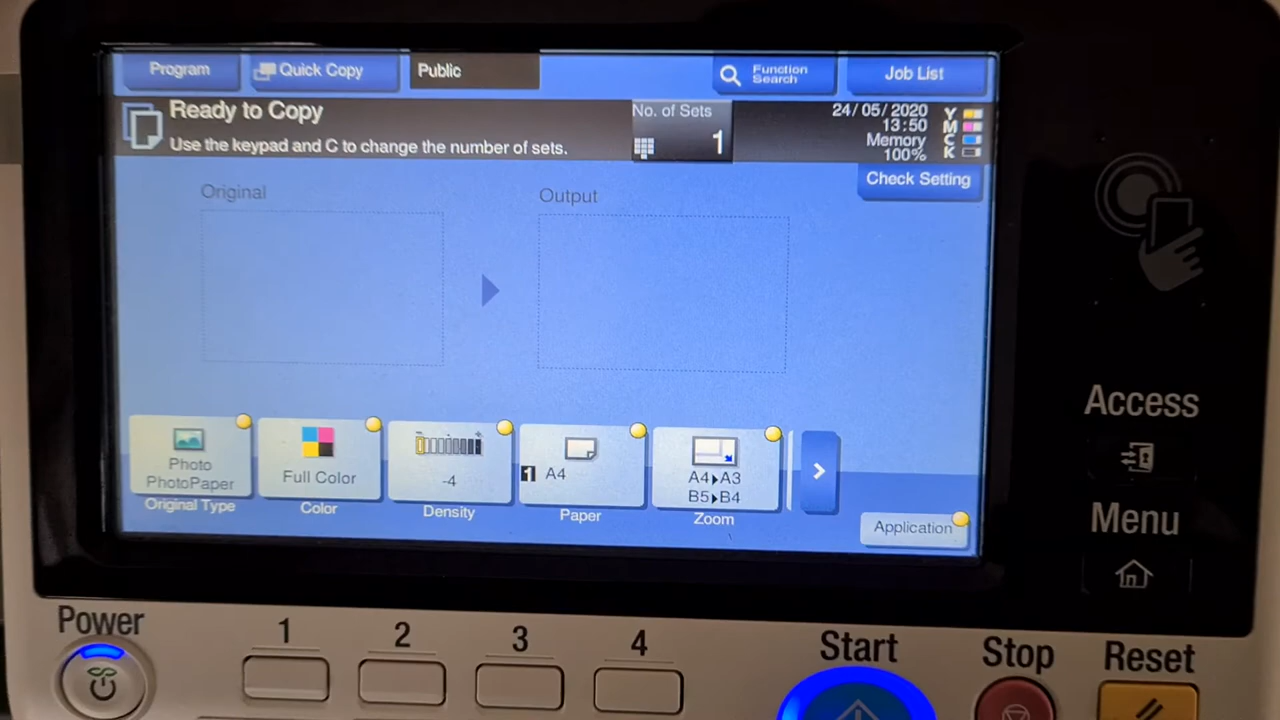 Program
Quick Copy
Public
Function
Search
Job List
Ready to Copy
Use the keypad and C to change the number of sets.
No. of Sets
1
24/05/2020
13:50
Memory
100%
Y
M
C
K
Check Setting
Original
Output
Photo
PhotoPaper
Original Type
Full Color
Color
-4
Density
1 A4
Paper
A4▸A3
B5▸B4
Zoom
Application
Access
Menu
Power
1
2
3
4
Start
Stop
Reset